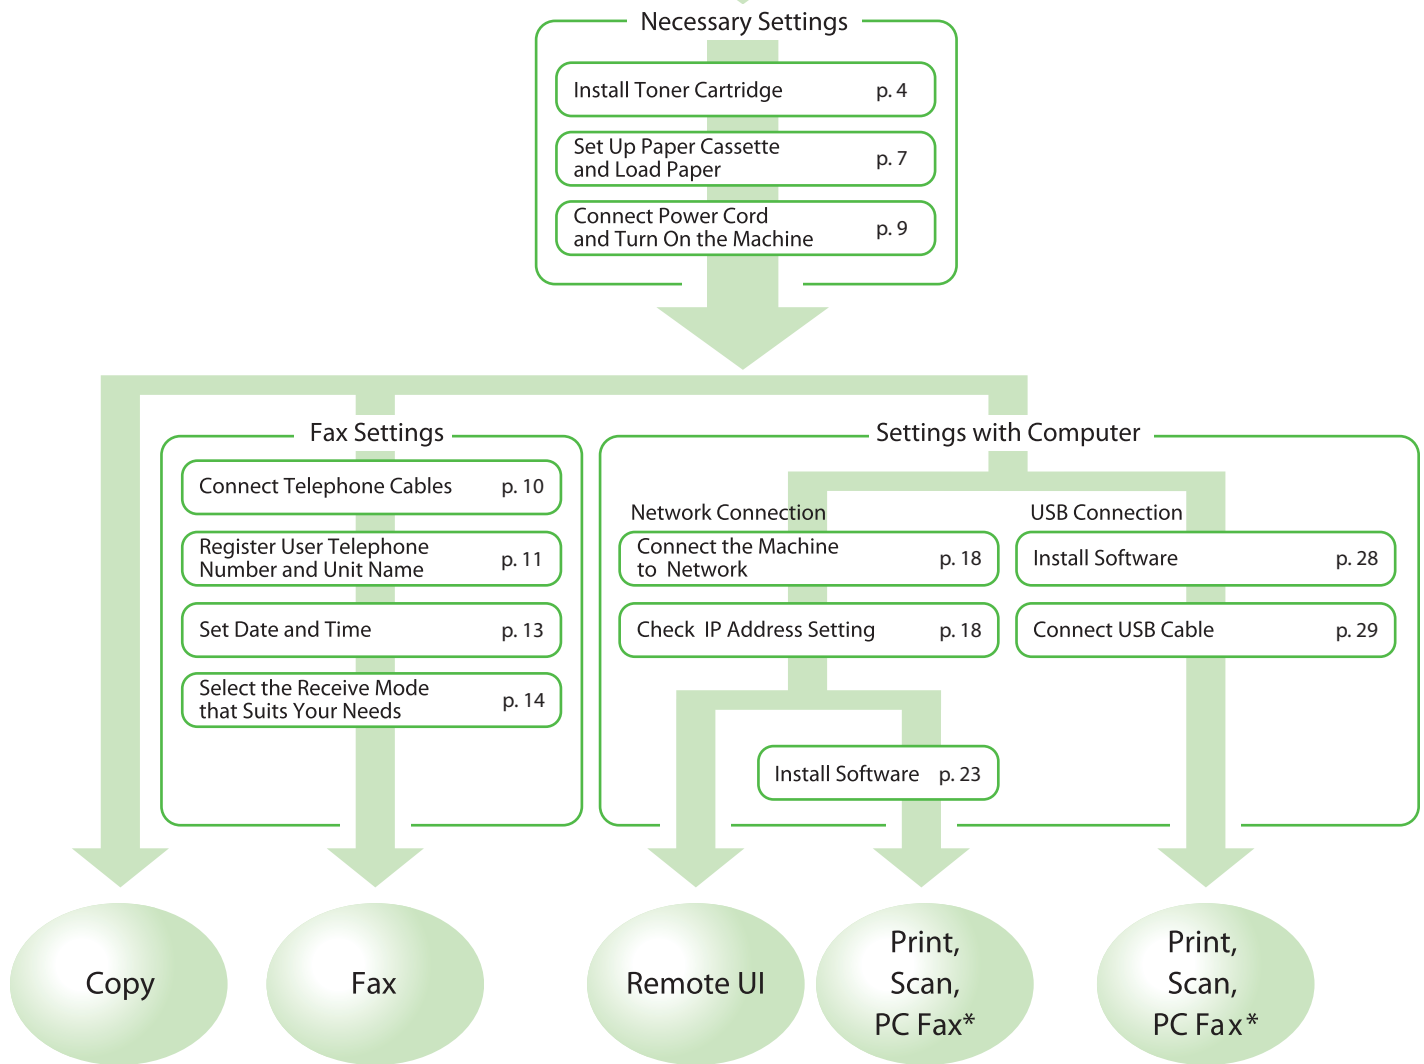 Necessary Settings
Install Toner Cartridge p. 4
Set Up Paper Cassette
and Load Paper p. 7
Connect Power Cord
and Turn On the Machine p. 9
Fax Settings
Connect Telephone Cables p. 10
Register User Telephone
Number and Unit Name p. 11
Set Date and Time p. 13
Select the Receive Mode
that Suits Your Needs p. 14
Settings with Computer
Network Connection
Connect the Machine
to Network p. 18
Check IP Address Setting p. 18
Install Software p. 23
USB Connection
Install Software p. 28
Connect USB Cable p. 29
Copy
Fax
Remote UI
Print,
Scan,
PC Fax*
Print,
Scan,
PC Fax*